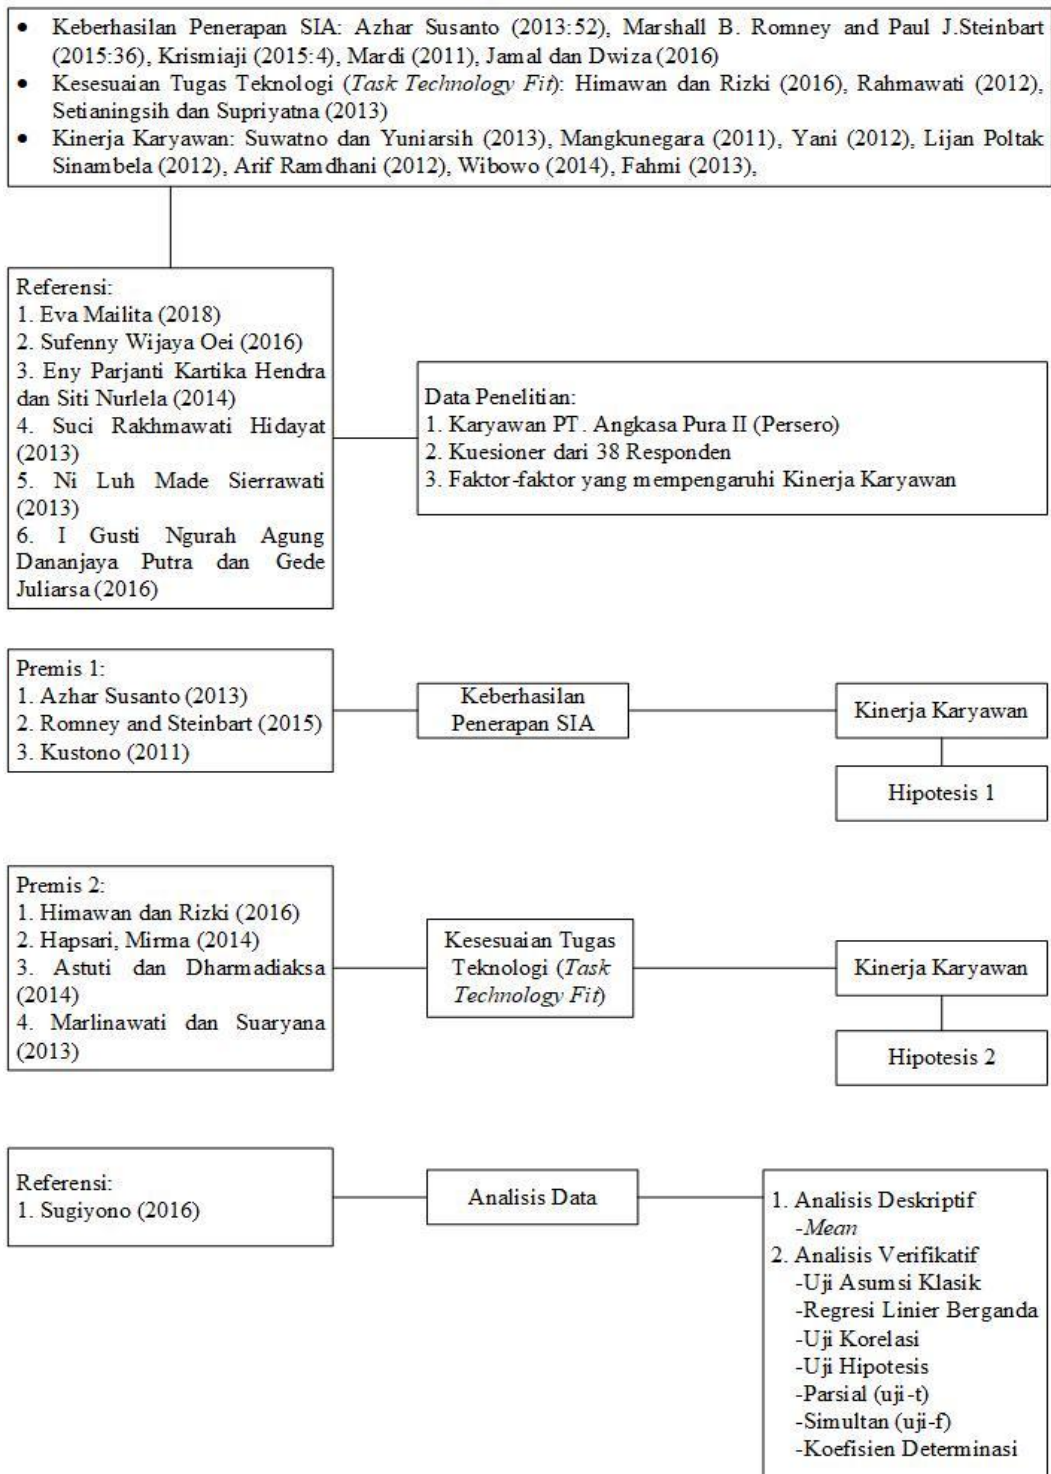 • Keberhasilan Penerapan SIA: Azhar Susanto (2013:52), Marshall B. Romney and Paul J.Steinbart
(2015:36), Krismiaji (2015:4), Mardi (2011), Jamal dan Dwiza (2016)
• Kesesuaian Tugas Teknologi (Task Technology Fit): Himawan dan Rizki (2016), Rahmawati (2012),
Setianingsih dan Supriyatna (2013)
• Kinerja Karyawan: Suwatno dan Yuniarsih (2013), Mangkunegara (2011), Yani (2012), Lijan Poltak
Sinambela (2012), Arif Ramdhani (2012), Wibowo (2014), Fahmi (2013),
Referensi:
1. Eva Mailita (2018)
2. Sufenny Wijaya Oei (2016)
3. Eny Parjanti Kartika Hendra
dan Siti Nurlela (2014)
4. Suci Rakhmawati Hidayat
(2013)
5. Ni Luh Made Sierrawati
(2013)
6. I Gusti Ngurah Agung
Dananjaya Putra dan Gede
Juliarsa (2016)
Data Penelitian:
1. Karyawan PT. Angkasa Pura II (Persero)
2. Kuesioner dari 38 Responden
3. Faktor-faktor yang mempengaruhi Kinerja Karyawan
Premis 1:
1. Azhar Susanto (2013)
2. Romney and Steinbart (2015)
3. Kustono (2011)
Keberhasilan
Penerapan SIA
Kinerja Karyawan
Hipotesis 1
Premis 2:
1. Himawan dan Rizki (2016)
2. Hapsari, Mirma (2014)
3. Astuti dan Dharmadiaksa
(2014)
4. Marlinawati dan Suaryana
(2013)
Kesesuaian Tugas
Teknologi (Task
Technology Fit)
Kinerja Karyawan
Hipotesis 2
Referensi:
1. Sugiyono (2016)
Analisis Data
1. Analisis Deskriptif
-Mean
2. Analisis Verifikatif
-Uji Asumsi Klasik
-Regresi Linier Berganda
-Uji Korelasi
-Uji Hipotesis
-Parsial (uji-t)
-Simultan (uji-f)
-Koefisien Determinasi